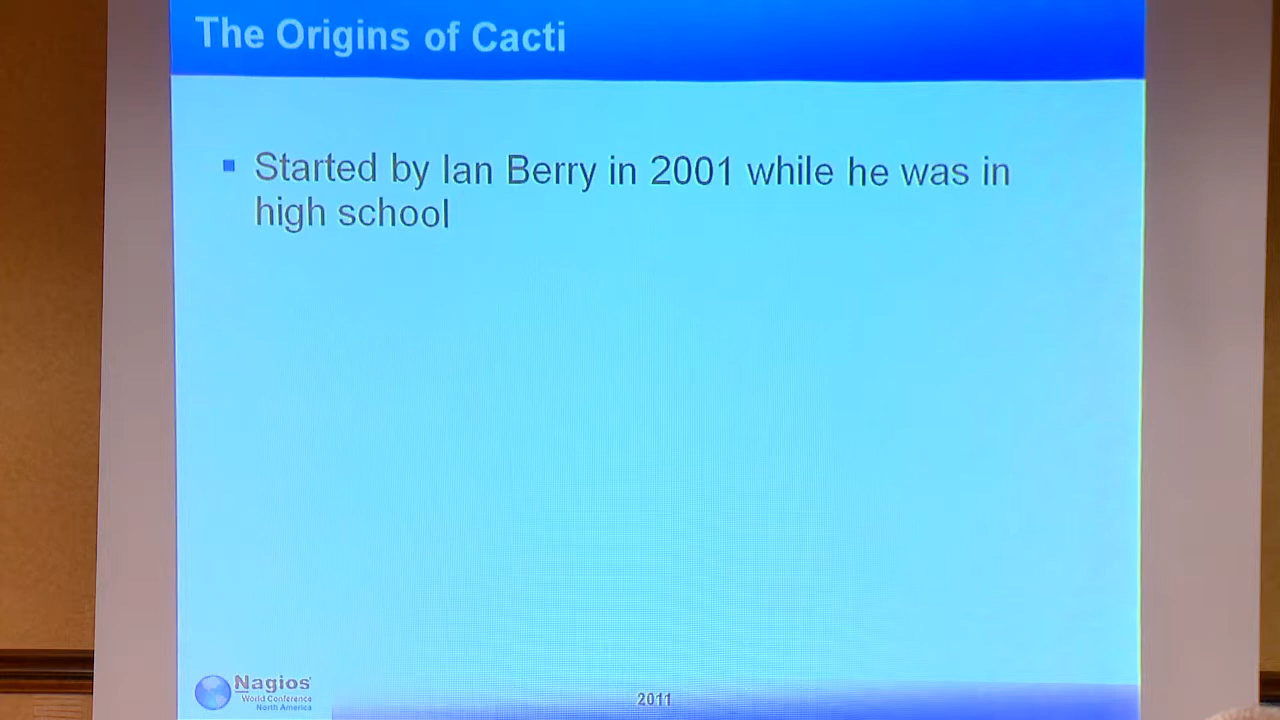 The Origins of Cacti
Started by Ian Berry in 2001 while he was in
high school
Nagios
World Conference
North America
2011